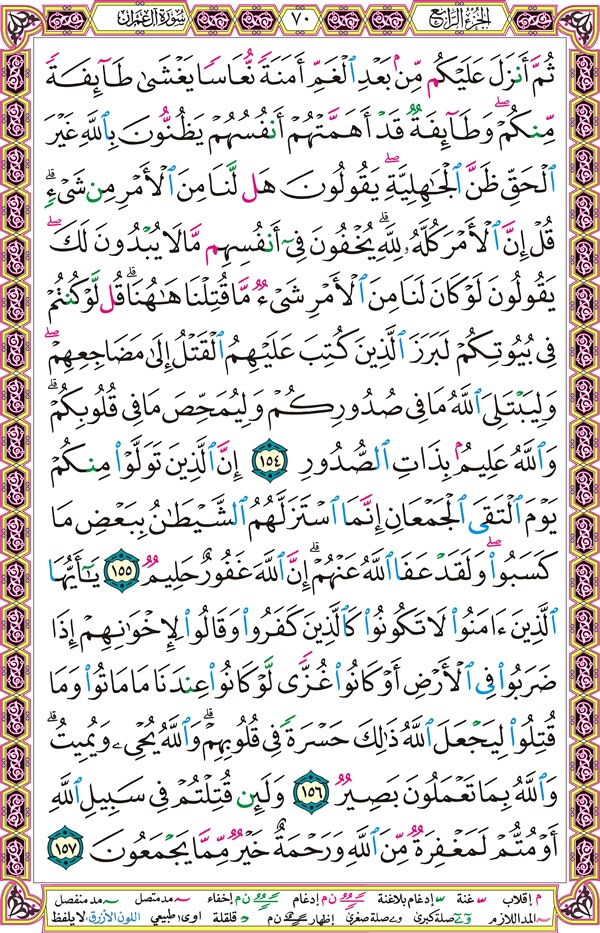 الجزء الرابع ٧٠ سورة آل عمران
ثُمَّ أَنزَلَ عَلَيْكُم مِّنۢ بَعْدِ ٱلْغَمِّ أَمَنَةً نُّعَاسًا يَغْشَىٰ طَآئِفَةً
مِّنكُمْ ۖ وَطَآئِفَةٌ قَدْ أَهَمَّتْهُمْ أَنفُسُهُمْ يَظُنُّونَ بِٱللَّهِ غَيْرَ
ٱلْحَقِّ ظَنَّ ٱلْجَٰهِلِيَّةِ ۖ يَقُولُونَ هَل لَّنَا مِنَ ٱلْأَمْرِ مِن شَىْءٍ ۗ
قُلْ إِنَّ ٱلْأَمْرَ كُلَّهُۥ لِلَّهِ ۗ يُخْفُونَ فِىٓ أَنفُسِهِم مَّا لَا يُبْدُونَ لَكَ ۖ
يَقُولُونَ لَوْ كَانَ لَنَا مِنَ ٱلْأَمْرِ شَىْءٌ مَّا قُتِلْنَا هَٰهُنَا ۗ قُل لَّوْ كُنتُمْ
فِى بُيُوتِكُمْ لَبَرَزَ ٱلَّذِينَ كُتِبَ عَلَيْهِمُ ٱلْقَتْلُ إِلَىٰ مَضَاجِعِهِمْ ۖ
وَلِيَبْتَلِىَ ٱللَّهُ مَا فِى صُدُورِكُمْ وَلِيُمَحِّصَ مَا فِى قُلُوبِكُمْ ۗ
وَٱللَّهُ عَلِيمٌۢ بِذَاتِ ٱلصُّدُورِ ١٥٤ إِنَّ ٱلَّذِينَ تَوَلَّوْا۟ مِنكُمْ
يَوْمَ ٱلْتَقَى ٱلْجَمْعَانِ إِنَّمَا ٱسْتَزَلَّهُمُ ٱلشَّيْطَٰنُ بِبَعْضِ مَا
كَسَبُوا۟ ۖ وَلَقَدْ عَفَا ٱللَّهُ عَنْهُمْ ۗ إِنَّ ٱللَّهَ غَفُورٌ حَلِيمٌ ١٥٥ يَٰٓأَيُّهَا
ٱلَّذِينَ ءَامَنُوا۟ لَا تَكُونُوا۟ كَٱلَّذِينَ كَفَرُوا۟ وَقَالُوا۟ لِإِخْوَٰنِهِمْ إِذَا
ضَرَبُوا۟ فِى ٱلْأَرْضِ أَوْ كَانُوا۟ غُزًّى لَّوْ كَانُوا۟ عِندَنَا مَا مَاتُوا۟ وَمَا
قُتِلُوا۟ لِيَجْعَلَ ٱللَّهُ ذَٰلِكَ حَسْرَةً فِى قُلُوبِهِمْ ۗ وَٱللَّهُ يُحْىِۦ وَيُمِيتُ ۗ
وَٱللَّهُ بِمَا تَعْمَلُونَ بَصِيرٌ ١٥٦ وَلَئِن قُتِلْتُمْ فِى سَبِيلِ ٱللَّهِ
أَوْ مُتُّمْ لَمَغْفِرَةٌ مِّنَ ٱللَّهِ وَرَحْمَةٌ خَيْرٌ مِّمَّا يَجْمَعُونَ ١٥٧
م إقلاب غنة إدغام بلاغنة ن م إدغام ن م إخفاء مد متصل مد منفصل
المد اللازم صلة كبرى صلة صغرى إظهار ن م قلقلة اوى: طبيعي اللون الأزرق: لا يلفظ